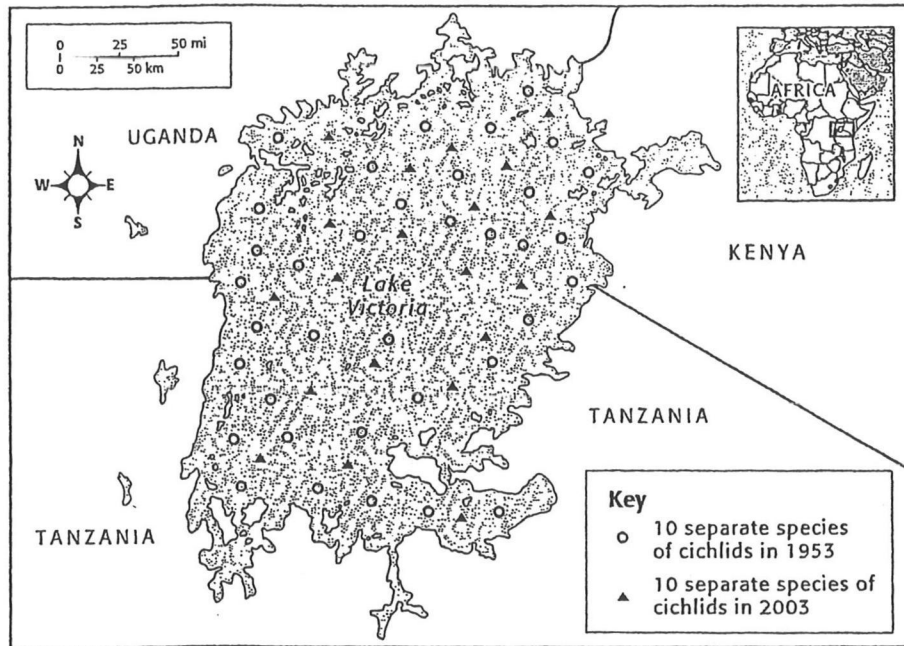 0 25 50 mi
0 25 50 km
AFRICA
UGANDA
N
W E
S
KENYA
Lake
Victoria
TANZANIA
TANZANIA
Key
10 separate species
of cichlids in 1953
10 separate species of
cichlids in 2003